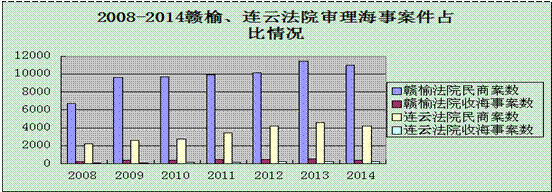 2008-2014赣榆、连云法院审理海事案件占
比情况
12000
10000
8000
6000
4000
2000
0
2008 2009 2010 2011 2012 2013 2014
赣榆法院民商案数
赣榆法院收海事案数
连云法院民商案数
连云法院收海事案数